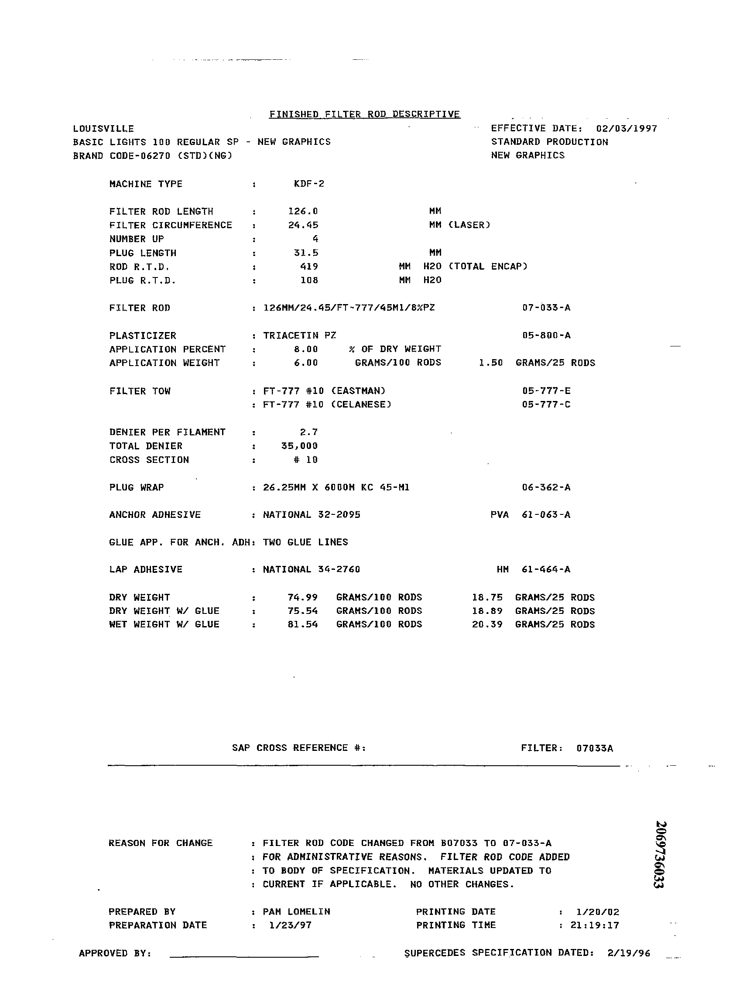 FINISHED FILTER ROD DESCRIPTIVE
LOUISVILLE EFFECTIVE DATE: 02/03/1997
BASIC LIGHTS 100 REGULAR SP - NEW GRAPHICS STANDARD PRODUCTION
BRAND CODE-06270 (STD)(NG) NEW GRAPHICS
MACHINE TYPE : KDF-2
FILTER ROD LENGTH : 126.0 MM
FILTER CIRCUMFERENCE : 24.45 MM (LASER)
NUMBER UP : 4
PLUG LENGTH : 31.5 MM
ROD R.T.D. : 419 MM H2O (TOTAL ENCAP)
PLUG R.T.D. : 108 MM H2O
FILTER ROD : 126MM/24.45/FT-777/45M1/8%PZ 07-033-A
PLASTICIZER : TRIACETIN PZ 05-800-A
APPLICATION PERCENT : 8.00 % OF DRY WEIGHT
APPLICATION WEIGHT : 6.00 GRAMS/100 RODS 1.50 GRAMS/25 RODS
FILTER TOW : FT-777 #10 (EASTMAN) 05-777-E
: FT-777 #10 (CELANESE) 05-777-C
DENIER PER FILAMENT : 2.7
TOTAL DENIER : 35,000
CROSS SECTION : # 10
PLUG WRAP : 26.25MM X 6000M KC 45-M1 06-362-A
ANCHOR ADHESIVE : NATIONAL 32-2095 PVA 61-063-A
GLUE APP. FOR ANCH. ADH: TWO GLUE LINES
LAP ADHESIVE : NATIONAL 34-2760 HM 61-464-A
DRY WEIGHT : 74.99 GRAMS/100 RODS 18.75 GRAMS/25 RODS
DRY WEIGHT W/ GLUE : 75.54 GRAMS/100 RODS 18.89 GRAMS/25 RODS
WET WEIGHT W/ GLUE : 81.54 GRAMS/100 RODS 20.39 GRAMS/25 RODS
SAP CROSS REFERENCE #: FILTER: 07033A
REASON FOR CHANGE : FILTER ROD CODE CHANGED FROM B07033 TO 07-033-A
: FOR ADMINISTRATIVE REASONS. FILTER ROD CODE ADDED
: TO BODY OF SPECIFICATION. MATERIALS UPDATED TO
: CURRENT IF APPLICABLE. NO OTHER CHANGES.
2069736033
PREPARED BY : PAM LOMELIN PRINTING DATE : 1/20/02
PREPARATION DATE : 1/23/97 PRINTING TIME : 21:19:17
APPROVED BY: SUPERCEDES SPECIFICATION DATED: 2/19/96